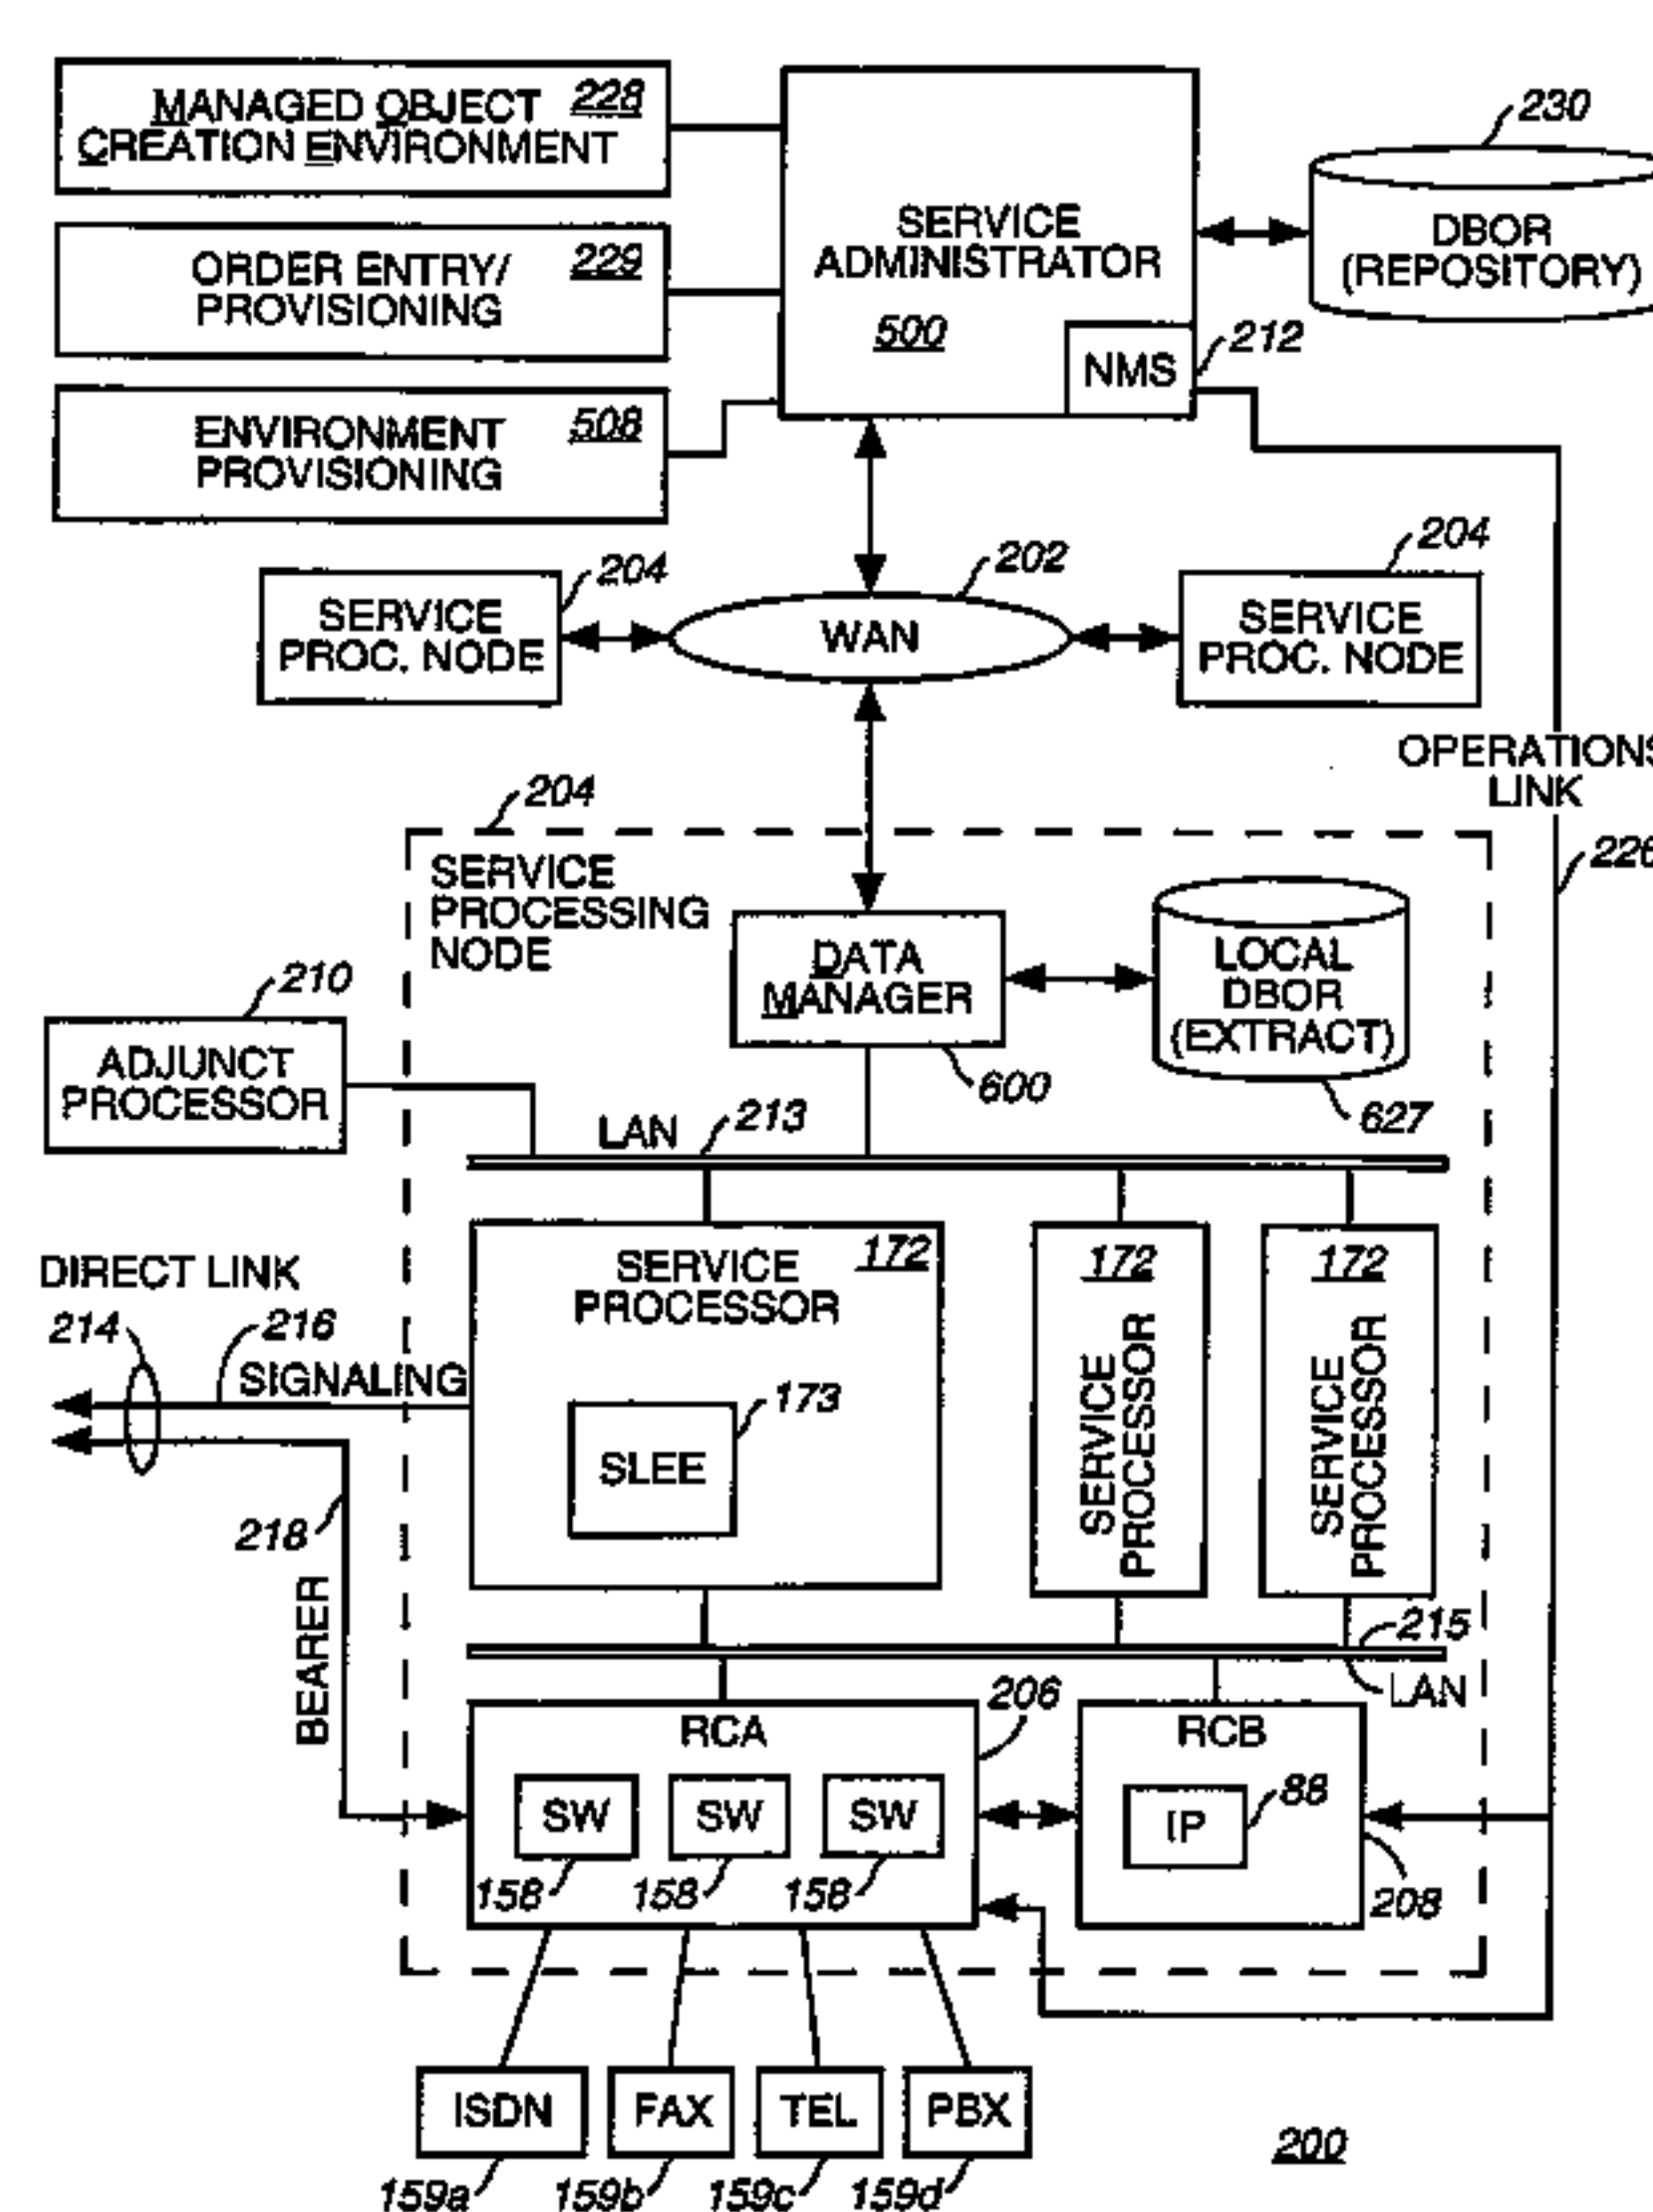 MANAGED OBJECT 228
CREATION ENVIRONMENT
ORDER ENTRY/ 229
PROVISIONING
ENVIRONMENT 508
PROVISIONING
SERVICE
ADMINISTRATOR
500
NMS
212
230
DBOR
(REPOSITORY)
204
SERVICE
PROC. NODE
202
WAN
204
SERVICE
PROC. NODE
OPERATIONS
LINK
226
204
SERVICE
PROCESSING
NODE
DATA
MANAGER
600
LOCAL
DBOR
(EXTRACT)
627
210
ADJUNCT
PROCESSOR
LAN
213
SERVICE 172
PROCESSOR
SLEE
173
172
SERVICE
PROCESSOR
172
SERVICE
PROCESSOR
DIRECT LINK
214
216
SIGNALING
218
BEARER
215
LAN
RCA
206
SW SW SW
158 158 158
RCB
IP
88
208
ISDN FAX TEL PBX
159a 159b 159c 159d
200